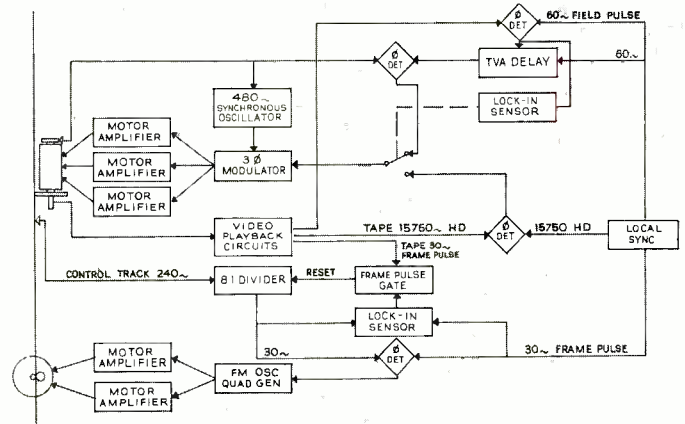 60~ FIELD PULSE
Ø
DET
Ø
DET
TVA DELAY
60~
480~
SYNCHRONOUS
OSCILLATOR
LOCK-IN
SENSOR
MOTOR
AMPLIFIER
MOTOR
AMPLIFIER
3 Ø
MODULATOR
MOTOR
AMPLIFIER
VIDEO
PLAYBACK
CIRCUITS
TAPE 15750~ HD
Ø
DET
15750 HD
LOCAL
SYNC
TAPE 30~
FRAME PULSE
CONTROL TRACK 240~
8:1 DIVIDER
RESET
FRAME PULSE
GATE
LOCK-IN
SENSOR
30~
Ø
DET
30~ FRAME PULSE
MOTOR
AMPLIFIER
FM OSC
QUAD GEN
MOTOR
AMPLIFIER